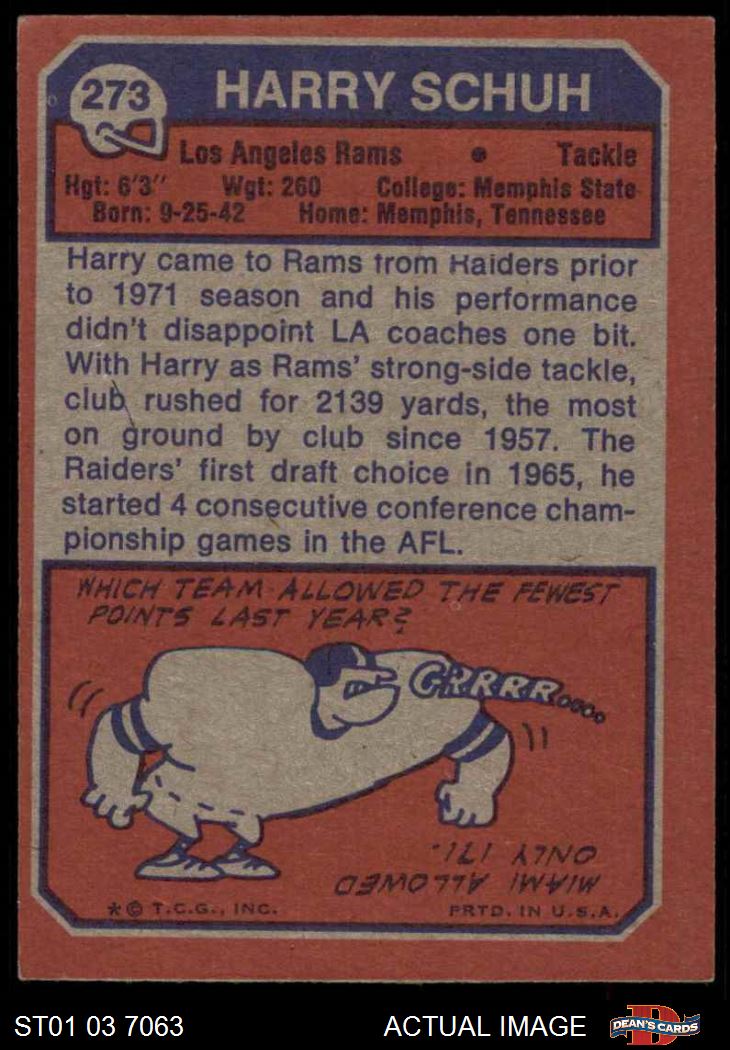 273
HARRY SCHUH
Los Angeles Rams • Tackle
Hgt: 6'3" Wgt: 260 College: Memphis State
Born: 9-25-42 Home: Memphis, Tennessee
Harry came to Rams from Raiders prior
to 1971 season and his performance
didn't disappoint LA coaches one bit.
With Harry as Rams' strong-side tackle,
club rushed for 2139 yards, the most
on ground by club since 1957. The
Raiders' first draft choice in 1965, he
started 4 consecutive conference cham-
pionship games in the AFL.
WHICH TEAM ALLOWED THE FEWEST
POINTS LAST YEAR?
GRRRR....
MIAMI ALLOWED
ONLY 171.
* © T.C.G., INC. PRTD. IN U.S.A.
ST01 03 7063 ACTUAL IMAGE D DEAN'S CARDS